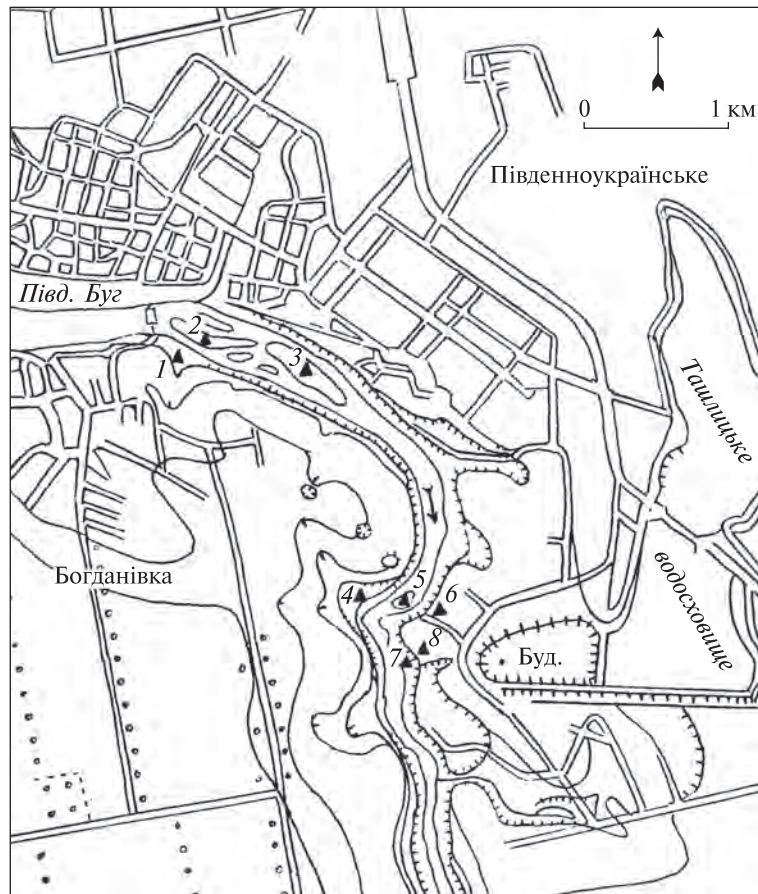 0 1 км
Південноукраїнське
Півд. Буг
2
3
1
Ташлицьке
Богданівка
водосховище
4
5
6
8
7
Буд.